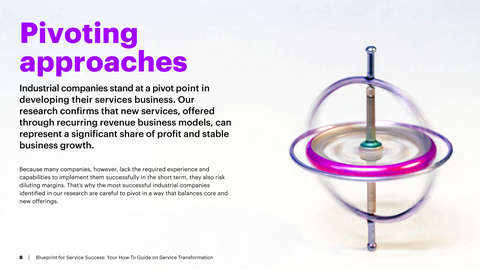 Pivoting
approaches
Industrial companies stand at a pivot point in
developing their services business. Our
research confirms that new services, offered
through recurring revenue business models, can
represent a significant share of profit and stable
business growth.
Because many companies, however, lack the required experience and
capabilities to implement them successfully in the short term, they also risk
diluting margins. That's why the most successful industrial companies
identified in our research are careful to pivot in a way that balances core and
new offerings.
8 | Blueprint for Service Success: Your How-To Guide on Service Transformation